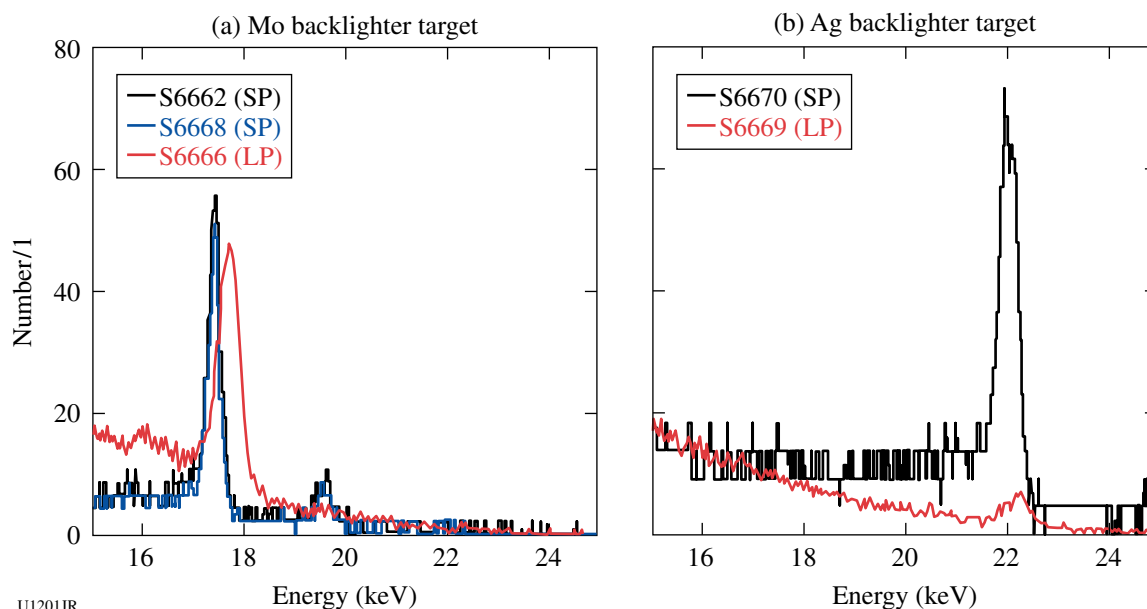 (a) Mo backlighter target
(b) Ag backlighter target
80
60
40
20
0
Number/1
S6662 (SP)
S6668 (SP)
S6666 (LP)
S6670 (SP)
S6669 (LP)
16 18 20 22 24
16 18 20 22 24
Energy (keV)
Energy (keV)
U1201JR